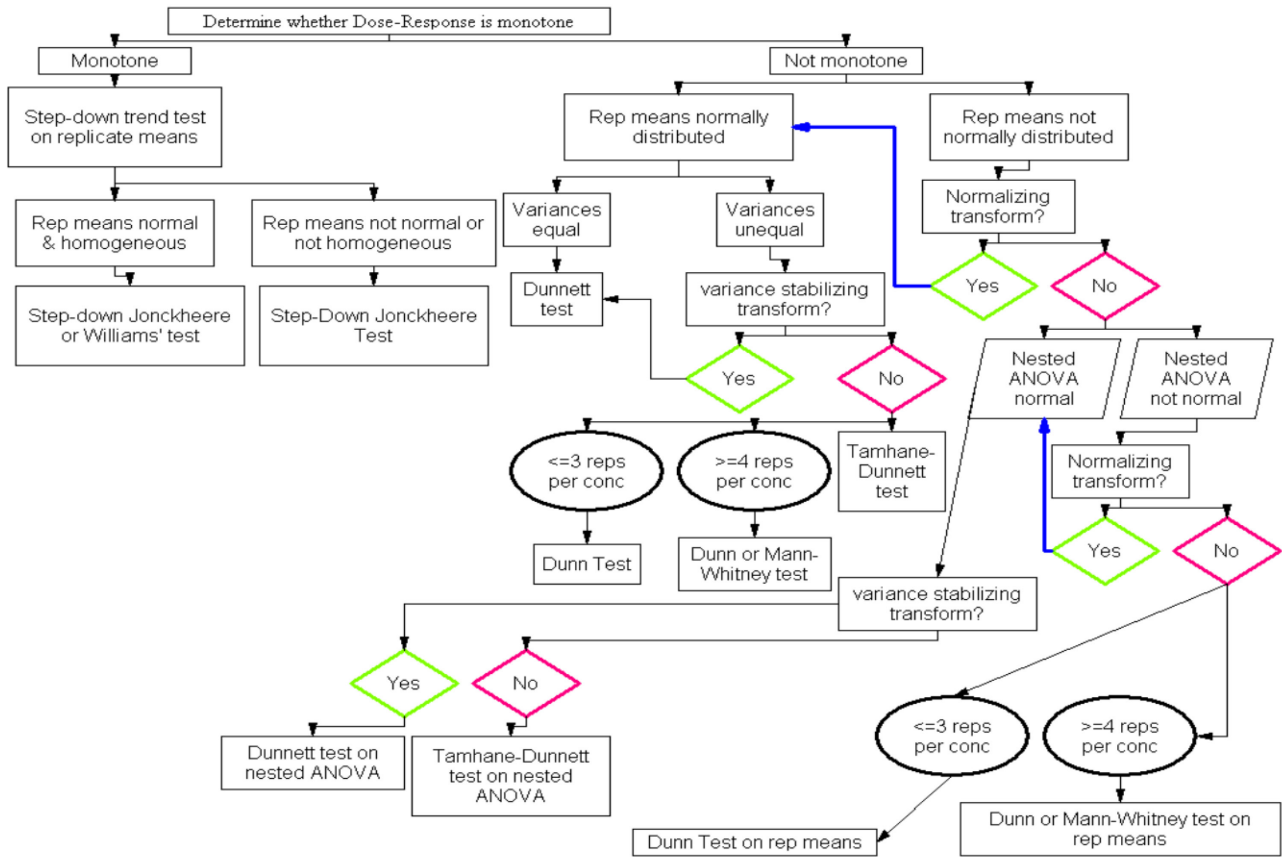 Determine whether Dose-Response is monotone
Monotone
Not monotone
Step-down trend test
on replicate means
Rep means normally
distributed
Rep means not
normally distributed
Rep means normal
& homogeneous
Rep means not normal or
not homogeneous
Variances
equal
Variances
unequal
Normalizing
transform?
Step-down Jonckheere
or Williams' test
Step-Down Jonckheere
Test
Dunnett
test
variance stabilizing
transform?
Yes
No
Yes
No
Nested
ANOVA
normal
Nested
ANOVA
not normal
<=3 reps
per conc
>=4 reps
per conc
Tamhane-
Dunnett
test
Normalizing
transform?
Dunn Test
Dunn or Mann-
Whitney test
Yes
No
variance stabilizing
transform?
Yes
No
<=3 reps
per conc
>=4 reps
per conc
Dunnett test on
nested ANOVA
Tamhane-Dunnett
test on nested
ANOVA
Dunn Test on rep means
Dunn or Mann-Whitney test on
rep means